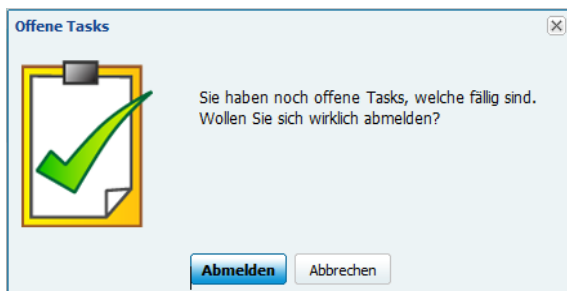 Offene Tasks
Sie haben noch offene Tasks, welche fällig sind.
Wollen Sie sich wirklich abmelden?
Abmelden
Abbrechen